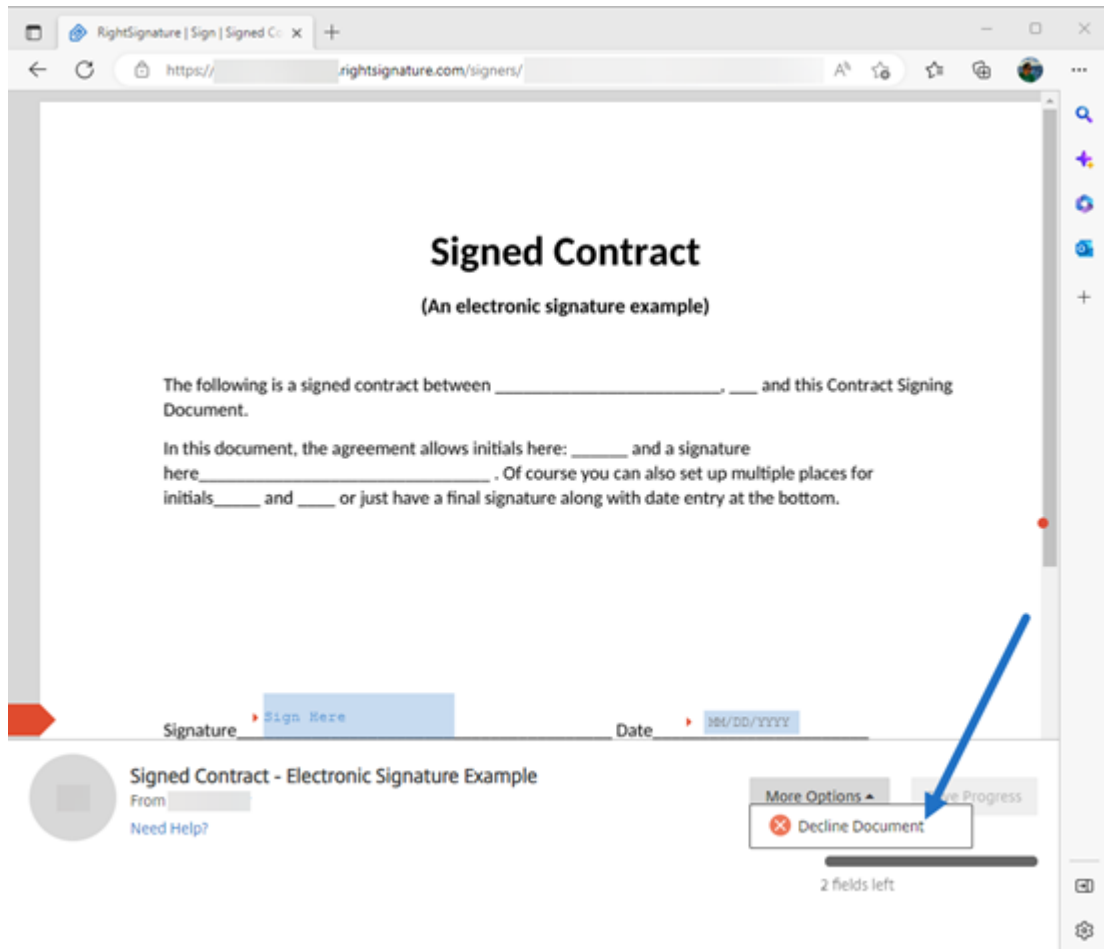 RightSignature | Sign | Signed Co
https://
.rightsignature.com/signers/
Signed Contract
(An electronic signature example)
The following is a signed contract between ________________________, ___ and this Contract Signing
Document.
In this document, the agreement allows initials here: ______ and a signature
here_______________________________ . Of course you can also set up multiple places for
initials_____ and ____ or just have a final signature along with date entry at the bottom.
Sign Here
MM/DD/YYYY
Signature________________________________________ Date_______________________
Signed Contract - Electronic Signature Example
From
Need Help?
More Options
Progress
Decline Document
2 fields left